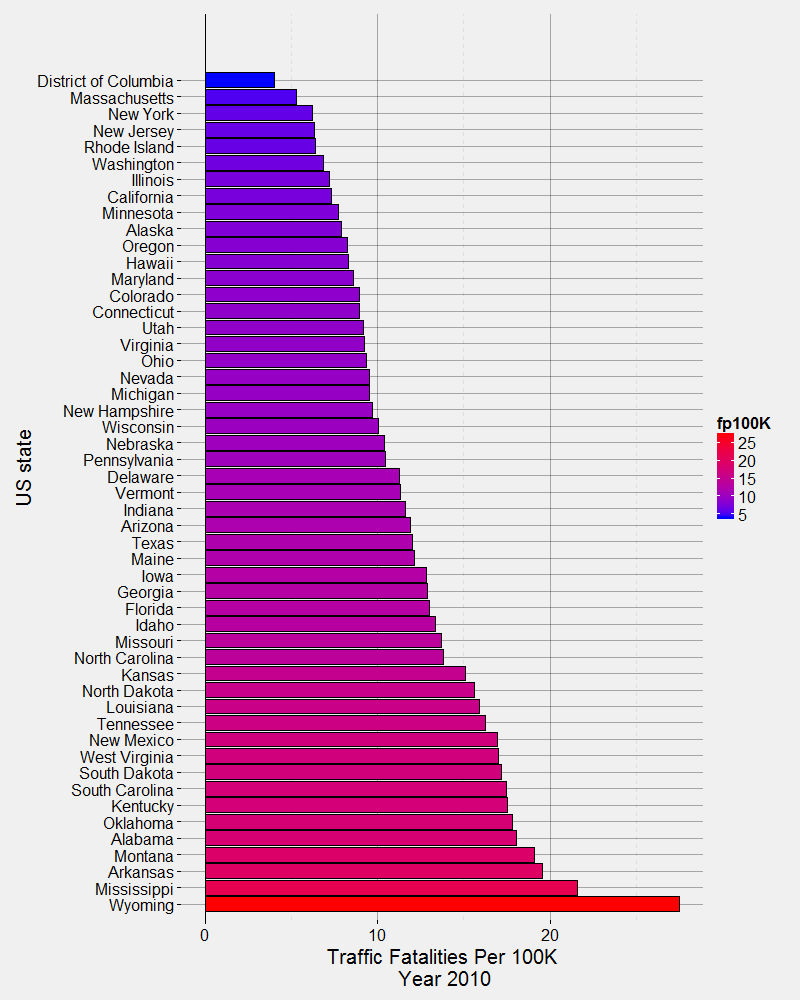 District of Columbia
Massachusetts
New York
New Jersey
Rhode Island
Washington
Illinois
California
Minnesota
Alaska
Oregon
Hawaii
Maryland
Colorado
Connecticut
Utah
Virginia
Ohio
Nevada
Michigan
New Hampshire
Wisconsin
Nebraska
Pennsylvania
Delaware
Vermont
Indiana
Arizona
Texas
Maine
Iowa
Georgia
Florida
Idaho
Missouri
North Carolina
Kansas
North Dakota
Louisiana
Tennessee
New Mexico
West Virginia
South Dakota
South Carolina
Kentucky
Oklahoma
Alabama
Montana
Arkansas
Mississippi
Wyoming
US state
0 10 20
Traffic Fatalities Per 100K
Year 2010
fp100K
25
20
15
10
5